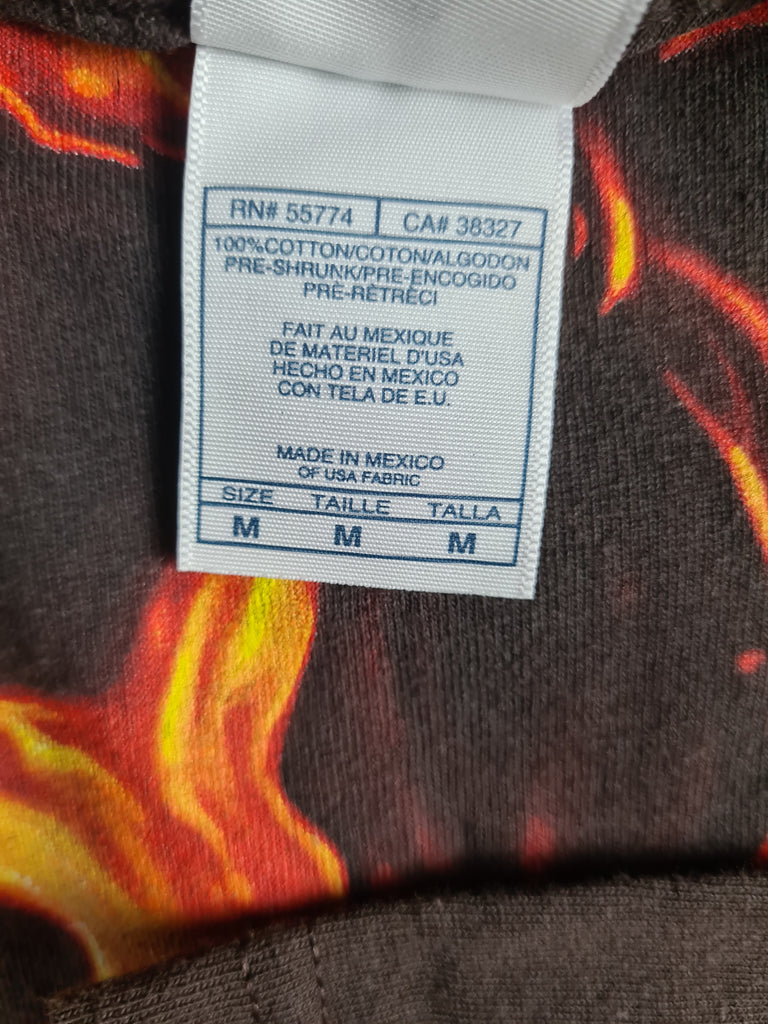 RN# 55774 CA# 38327
100%COTTON/COTON/ALGODON
PRE-SHRUNK/PRE-ENCOGIDO
PRÉ-RÉTRÉCI
FAIT AU MEXIQUE
DE MATERIEL D'USA
HECHO EN MEXICO
CON TELA DE E.U.
MADE IN MEXICO
OF USA FABRIC
SIZE TAILLE TALLA
M M M